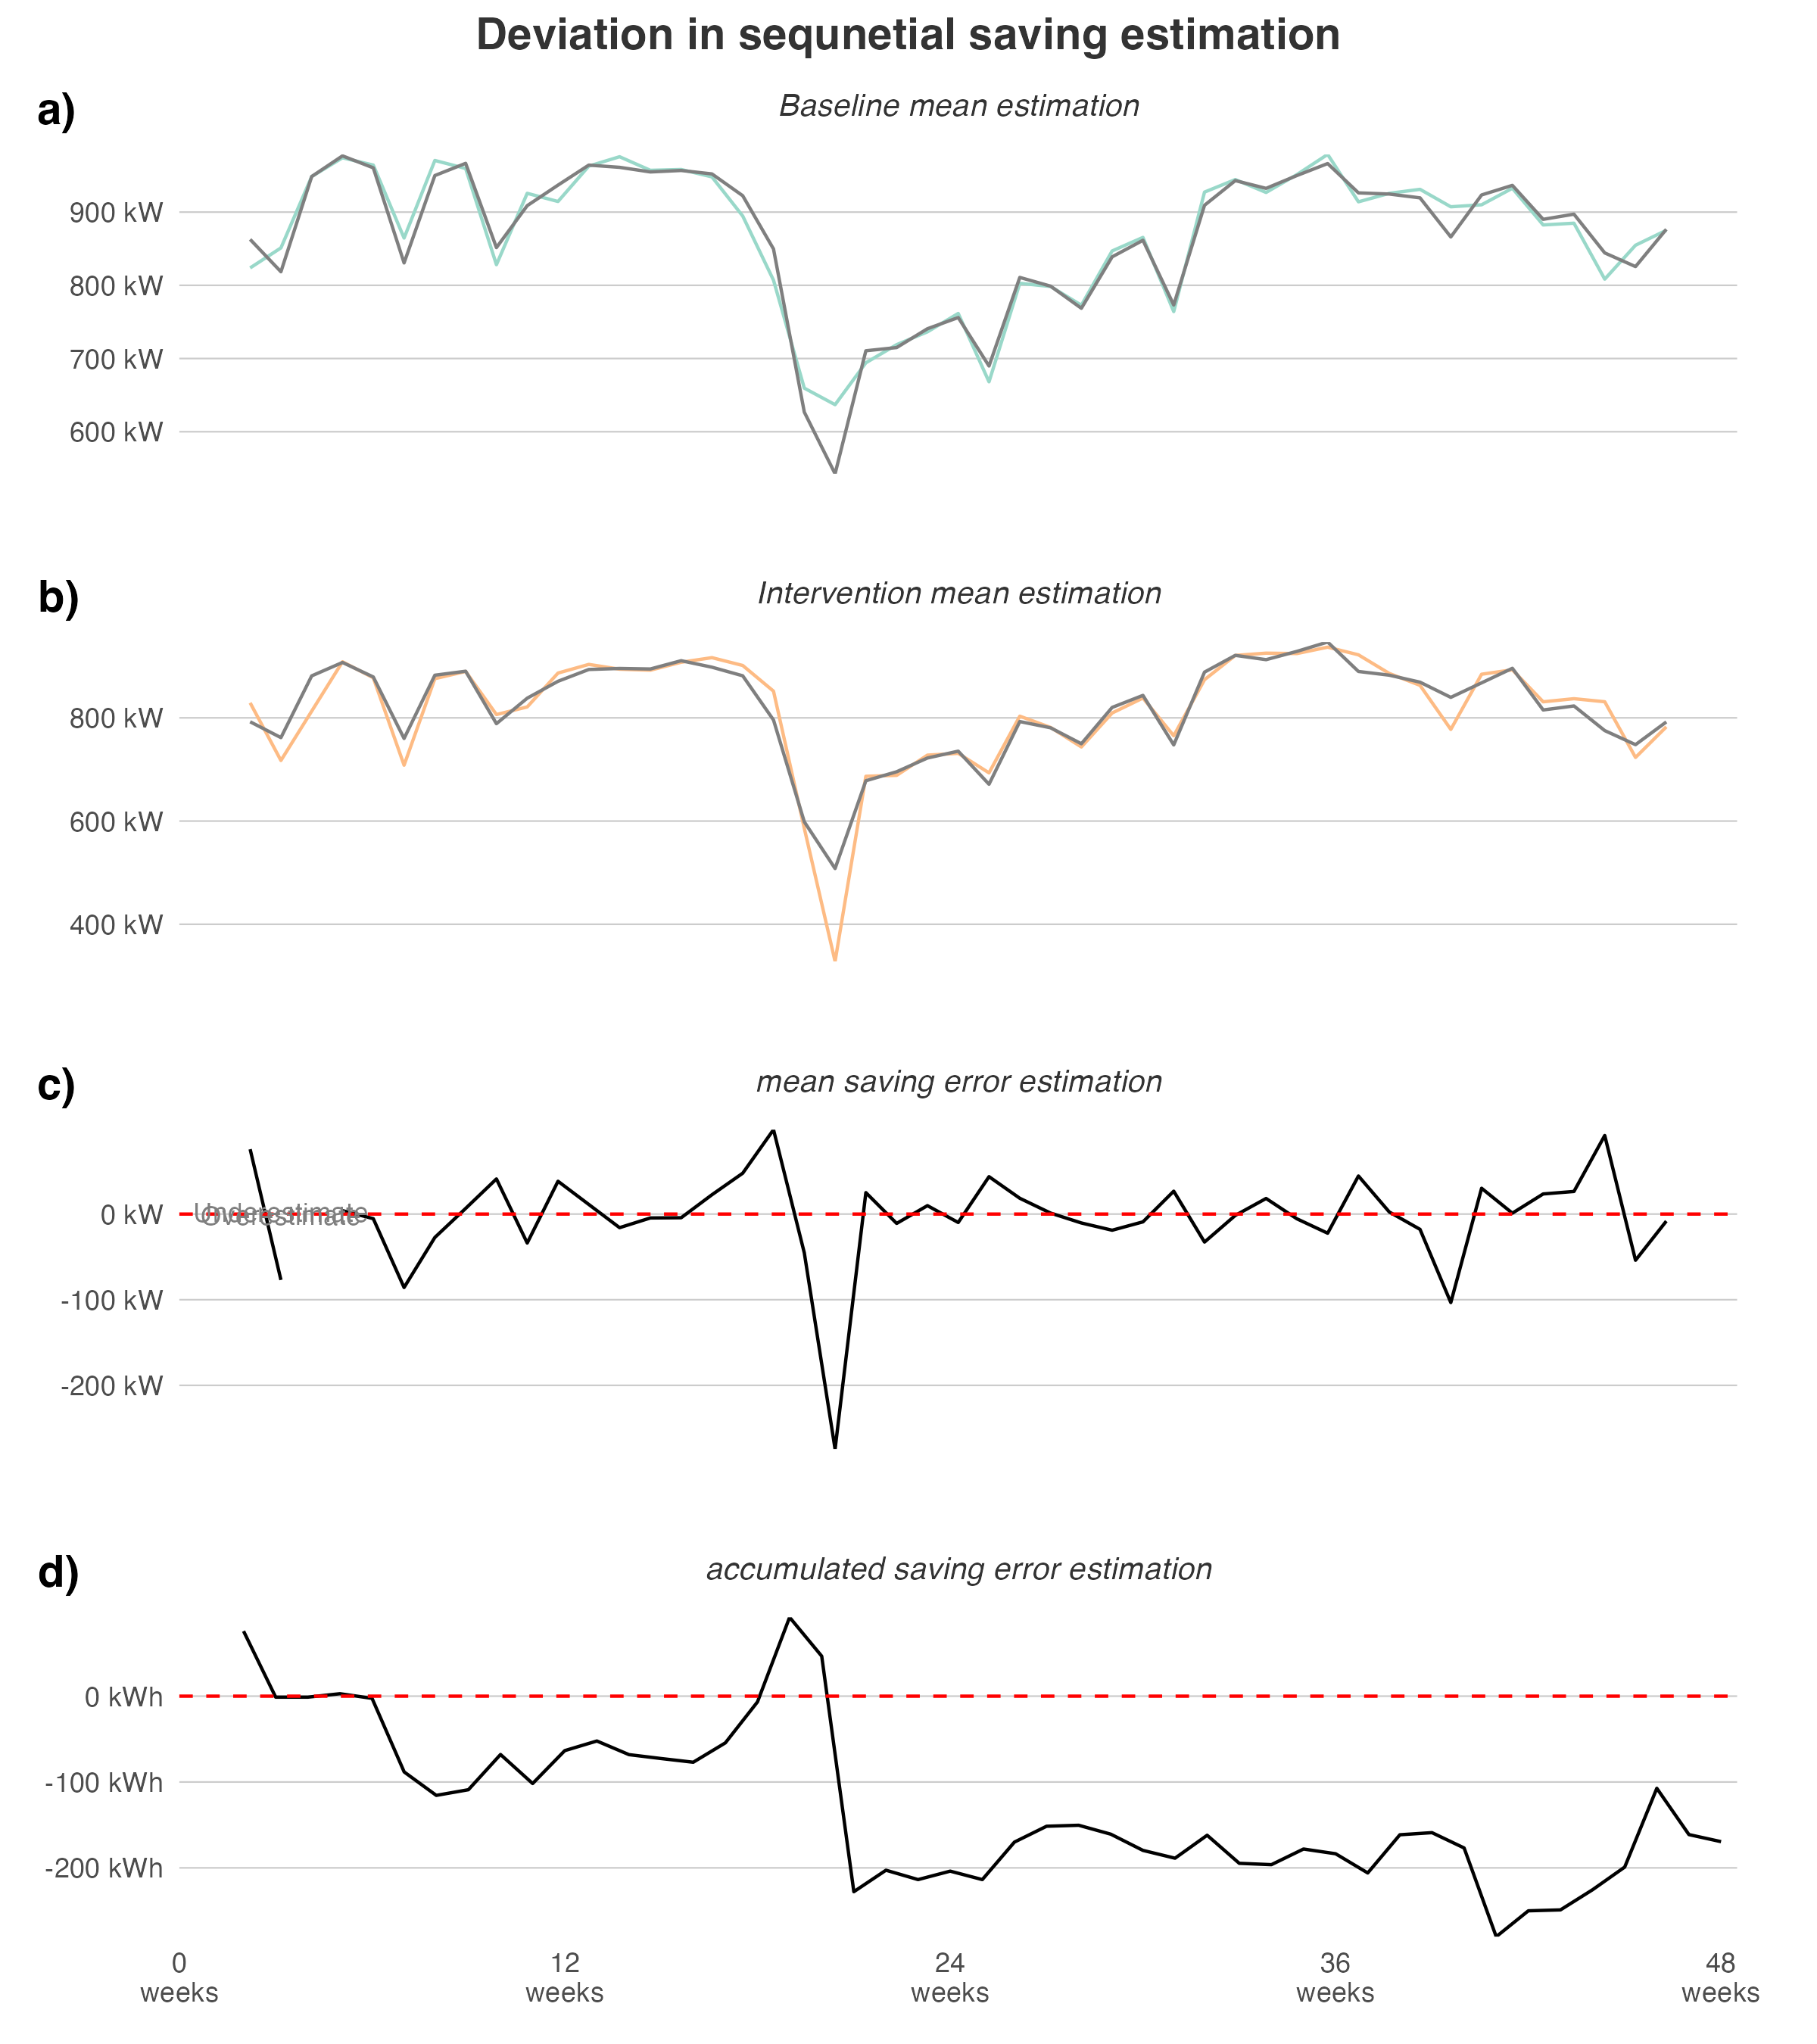 Deviation in sequnetial saving estimation
a)
Baseline mean estimation
900 kW
800 kW
700 kW
600 kW
b)
Intervention mean estimation
800 kW
600 kW
400 kW
c)
mean saving error estimation
Underestimate
Overestimate
0 kW
-100 kW
-200 kW
d)
accumulated saving error estimation
0 kWh
-100 kWh
-200 kWh
0 12 24 36 48
weeks weeks weeks weeks weeks